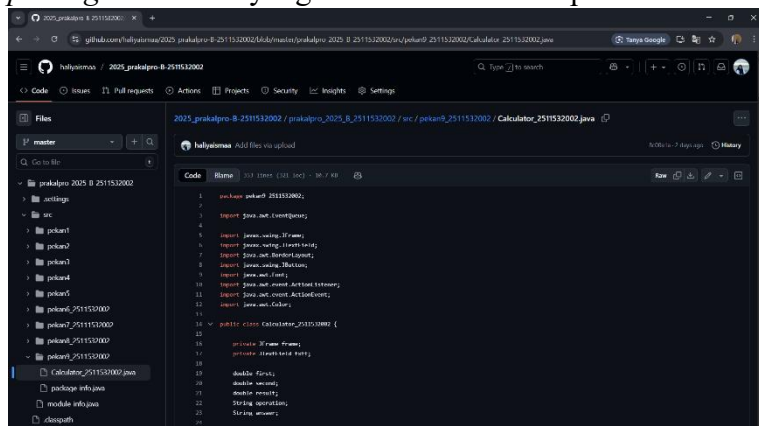 2025_prakalpro-B-2511532002
github.com/haliyaismaa/2025_prakalpro-B-2511532002/blob/master/prakalpro_2025_B_2511532002/src/pekan9_2511532002/Calculator_2511532002.java
Tanya Google
haliyaismaa / 2025_prakalpro-B-2511532002
Type / to search
Code Issues Pull requests Actions Projects Security Insights Settings
Files
2025_prakalpro-B-2511532002 / prakalpro_2025_B_2511532002 / src / pekan9_2511532002 / Calculator_2511532002.java
master
Go to file
haliyaismaa Add files via upload
2 days ago History
Code Blame
Raw
prakalpro 2025 B 2511532002
.settings
src
pekan1
pekan2
pekan3
pekan4
pekan5
pekan6_2511532002
pekan7_2511532002
pekan8_2511532002
pekan9_2511532002
Calculator_2511532002.java
package info.java
module info.java
.classpath
1 package pekan9_2511532002;
2
3 import java.awt.EventQueue;
4
5 import javax.swing.JFrame;
6 import javax.swing.JTextField;
7 import java.awt.BorderLayout;
8 import javax.swing.JButton;
9 import java.awt.Font;
10 import java.awt.event.ActionListener;
11 import java.awt.event.ActionEvent;
12 import java.awt.Color;
13
14 public class Calculator_2511532002 {
15
16 private JFrame frame;
17 private JTextField
18
19 double first;
20 double second;
21 double result;
22 String operation;
23 String answer;
24